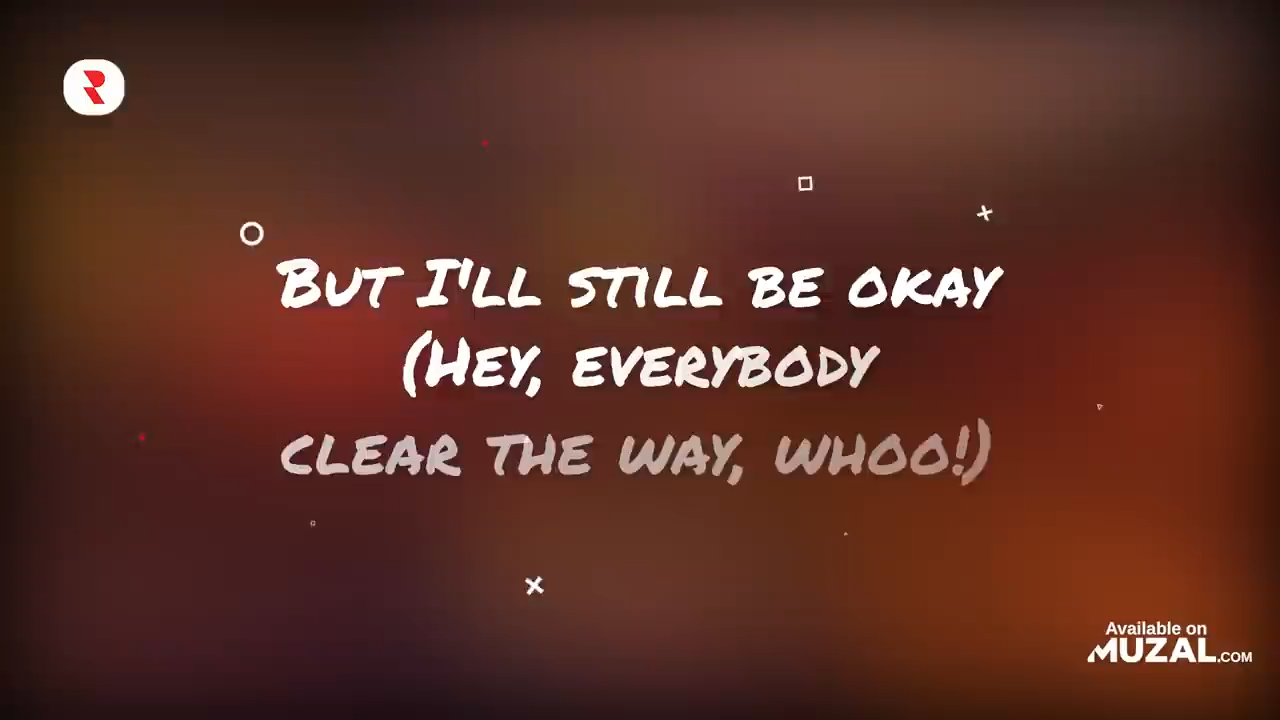 But I'll still be okay
(Hey, everybody
clear the way, whoo!)
Available on
MUZAL.COM